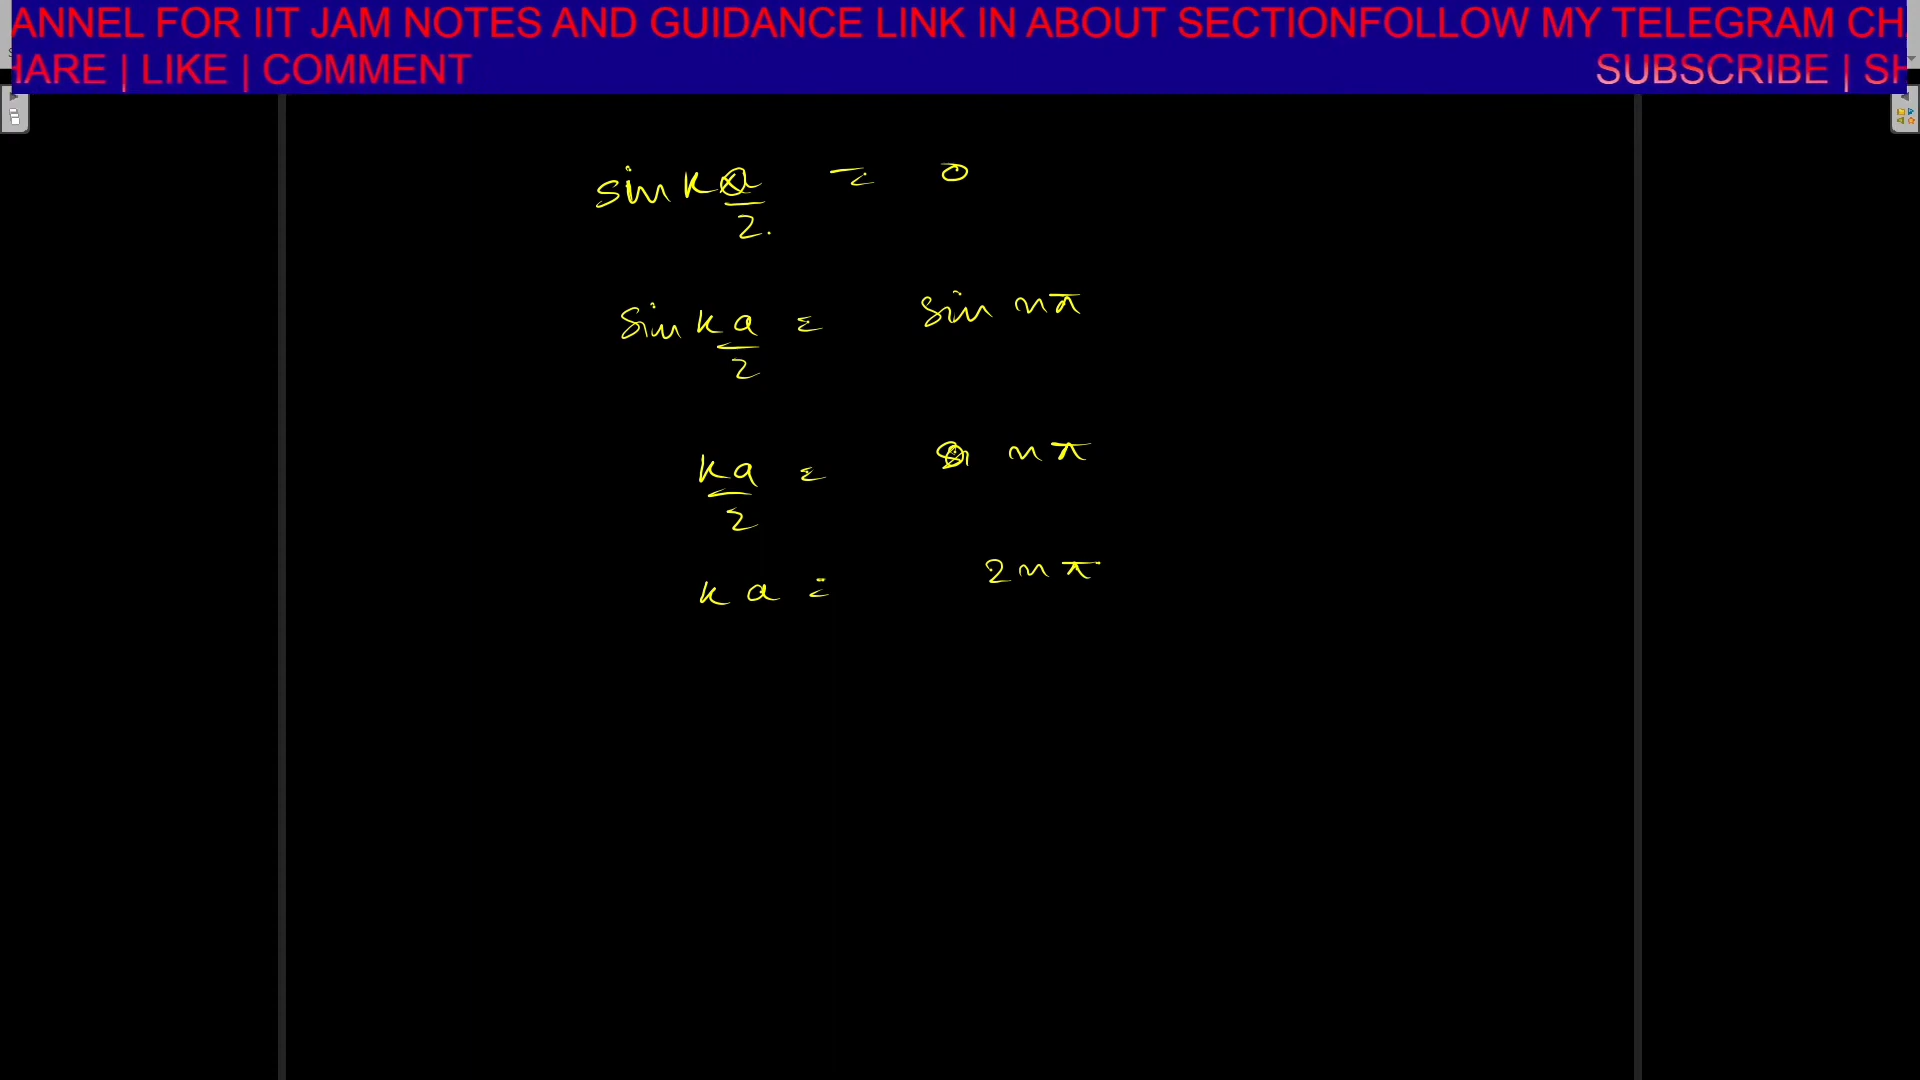 ANNEL FOR IIT JAM NOTES AND GUIDANCE LINK IN ABOUT SECTIONFOLLOW MY TELEGRAM CH
HARE | LIKE | COMMENT SUBSCRIBE | SH
sin ka/2 = 0
sin ka/2 = sin nπ
ka/2 = nπ
ka = 2nπ